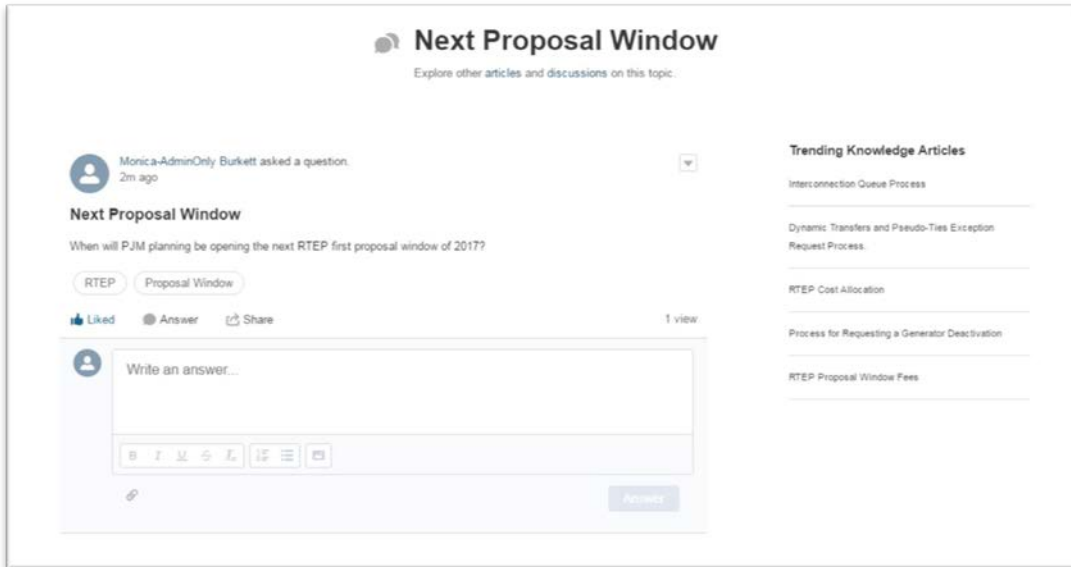 Next Proposal Window
Explore other articles and discussions on this topic.
Monica-AdminOnly Burkett asked a question.
2m ago
Next Proposal Window
When will PJM planning be opening the next RTEP first proposal window of 2017?
RTEP Proposal Window
Liked Answer Share 1 view
Write an answer...
B I U S
Answer
Trending Knowledge Articles
Interconnection Queue Process
Dynamic Transfers and Pseudo-Ties Exception
Request Process.
RTEP Cost Allocation
Process for Requesting a Generator Deactivation
RTEP Proposal Window Fees